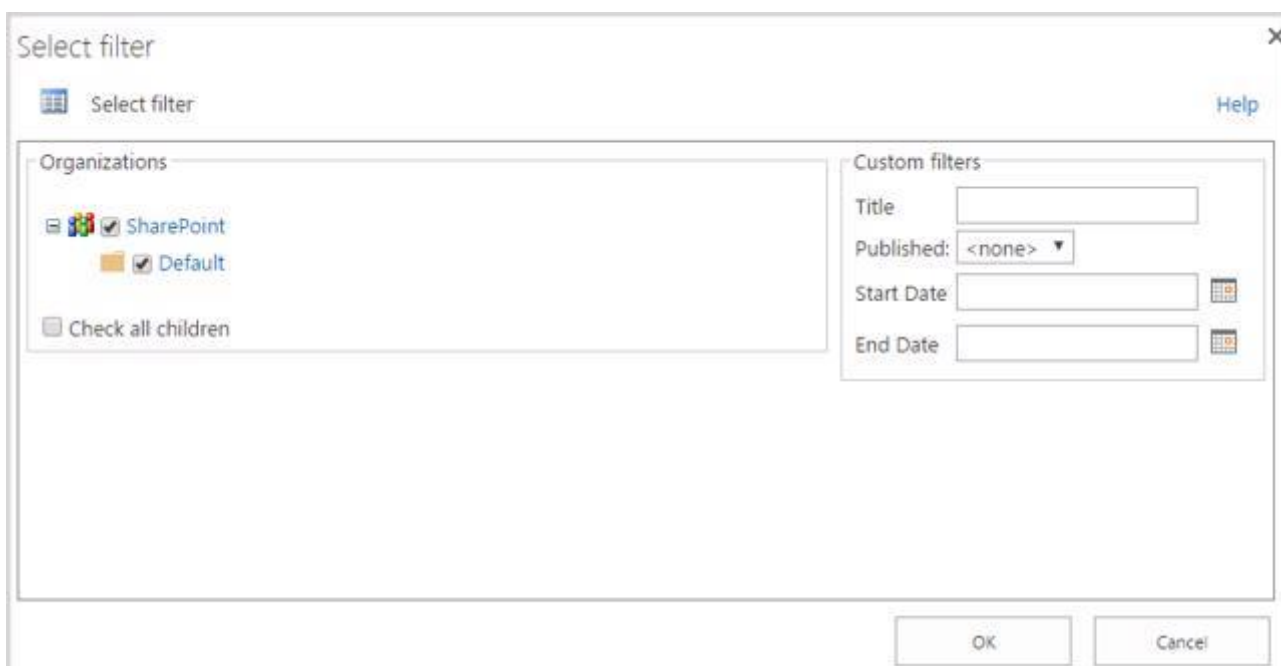 Select filter
Select filter
Help
Organizations
SharePoint
Default
Check all children
Custom filters
Title
Published: <none>
Start Date
End Date
OK
Cancel